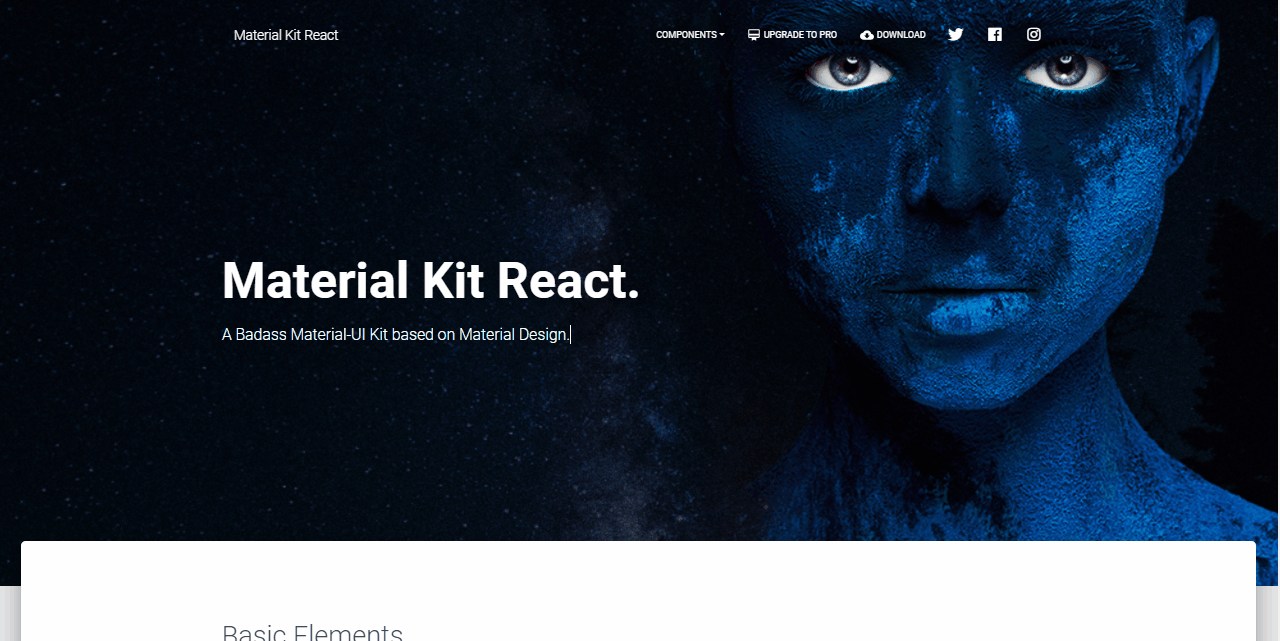 Material Kit React
COMPONENTS
UPGRADE TO PRO
DOWNLOAD
Material Kit React.
A Badass Material-UI Kit based on Material Design.
Basic Elements